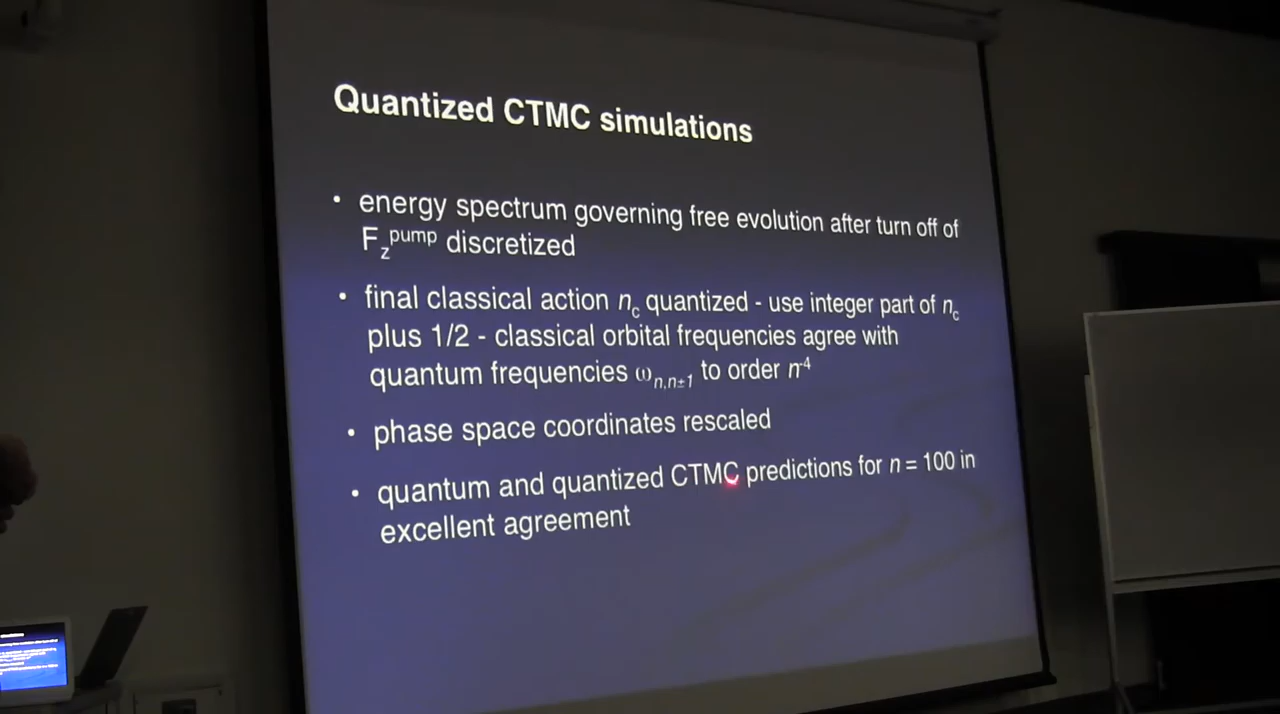 Quantized CTMC simulations
• energy spectrum governing free evolution after turn off of
F_z^pump discretized
• final classical action n_c quantized - use integer part of n_c
plus 1/2 - classical orbital frequencies agree with
quantum frequencies ω_n,n±1 to order n^-4
• phase space coordinates rescaled
• quantum and quantized CTMC predictions for n = 100 in
excellent agreement